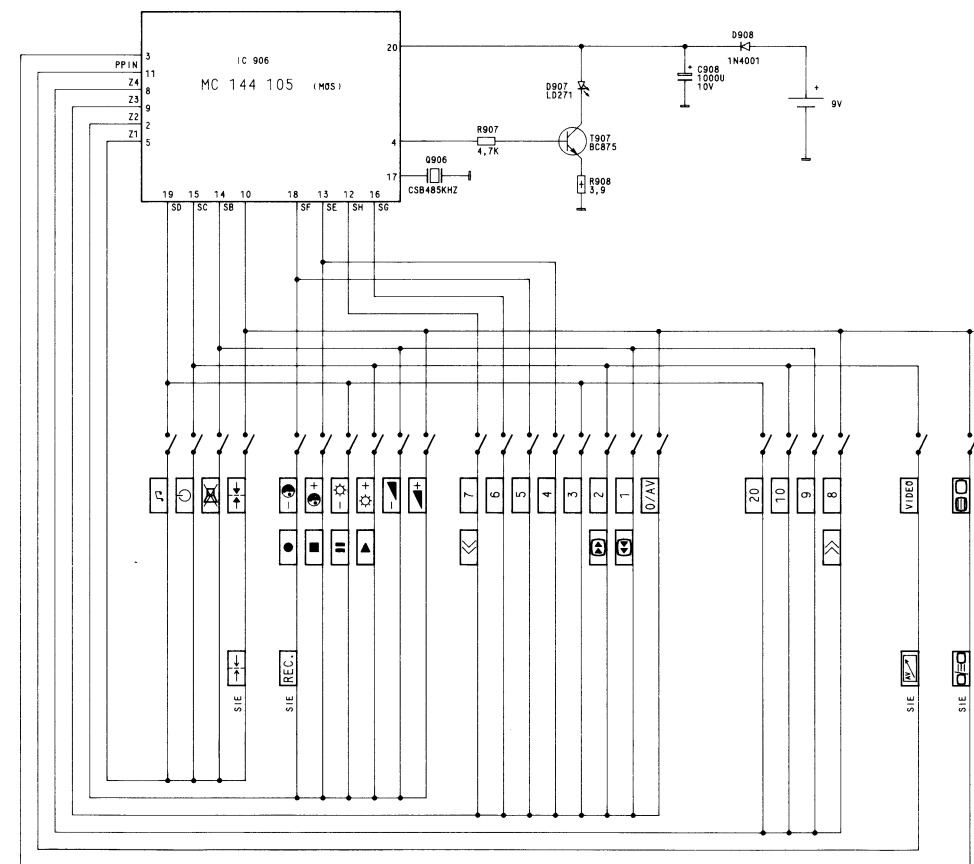 3
PPIN
11
Z4
8
Z3
9
Z2
2
Z1
5
IC 906
MC 144 105 (MOS)
20
4
17
19 15 14 10 18 13 12 16
SD SC SB SF SE SH SG
R907
4,7K
Q906
CSB485KHZ
D907
LD271
T907
BC875
R908
3,9
+
C908
1000U
10V
D908
1N4001
+
9V
-
+
-
+
-
+
7
6
5
4
3
2
1
0/AV
20
10
9
8
VIDEO
SIE
REC.
SIE
AV
SIE
SIE